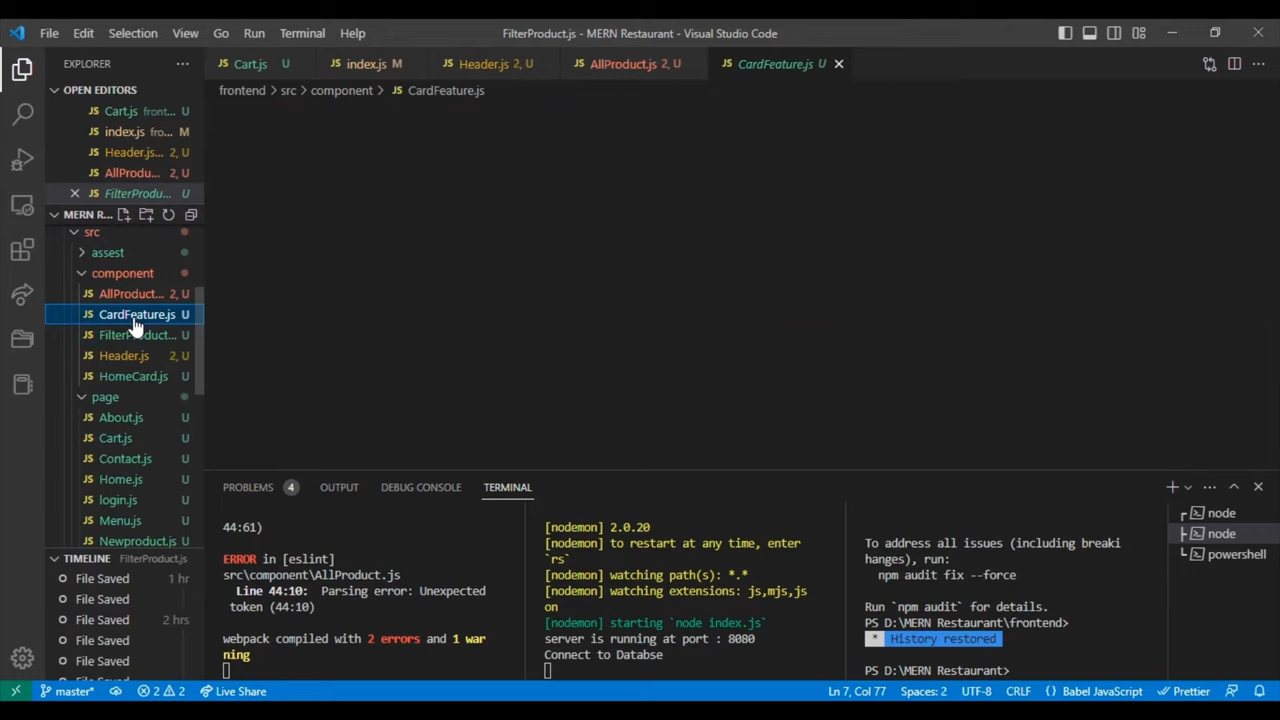 File Edit Selection View Go Run Terminal Help
FilterProduct.js - MERN Restaurant - Visual Studio Code
EXPLORER
JS Cart.js U
JS index.js M
JS Header.js 2, U
JS AllProduct.js 2, U
JS CardFeature.js U
OPEN EDITORS
frontend > src > component > JS CardFeature.js
JS Cart.js front... U
JS index.js fro... M
JS Header.js... 2, U
JS AllProdu... 2, U
JS FilterProdu... U
MERN R...
src
assest
component
JS AllProduct... 2, U
JS CardFeature.js U
JS FilterProduct... U
JS Header.js 2, U
JS HomeCard.js U
page
JS About.js U
JS Cart.js U
JS Contact.js U
JS Home.js U
JS login.js U
JS Menu.js U
JS Newproduct.js U
TIMELINE FilterProduct.js
File Saved 1 hr
File Saved
File Saved 2 hrs
File Saved
File Saved
PROBLEMS 4 OUTPUT DEBUG CONSOLE TERMINAL
44:61)
ERROR in [eslint]
src\component\AllProduct.js
Line 44:10: Parsing error: Unexpected
token (44:10)
webpack compiled with 2 errors and 1 war
ning
[nodemon] 2.0.20
[nodemon] to restart at any time, enter
`rs`
[nodemon] watching path(s): *.*
[nodemon] watching extensions: js,mjs,js
on
[nodemon] starting `node index.js`
server is running at port : 8080
Connect to Databse
To address all issues (including breaki
hanges), run:
npm audit fix --force
Run `npm audit` for details.
PS D:\MERN Restaurant\frontend>
* History restored
PS D:\MERN Restaurant>
node
node
powershell
master* 2 2 Live Share
Ln 7, Col 77 Spaces: 2 UTF-8 CRLF {} Babel JavaScript Prettier